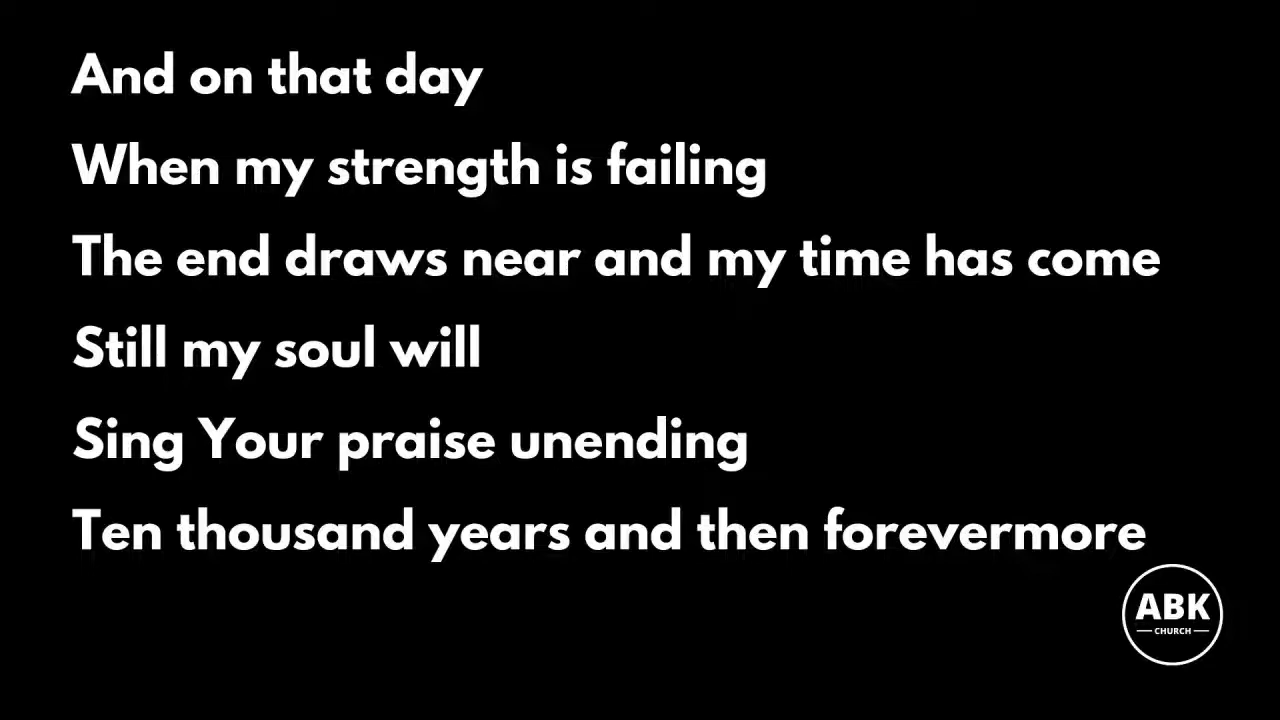 And on that day
When my strength is failing
The end draws near and my time has come
Still my soul will
Sing Your praise unending
Ten thousand years and then forevermore
ABK
CHURCH